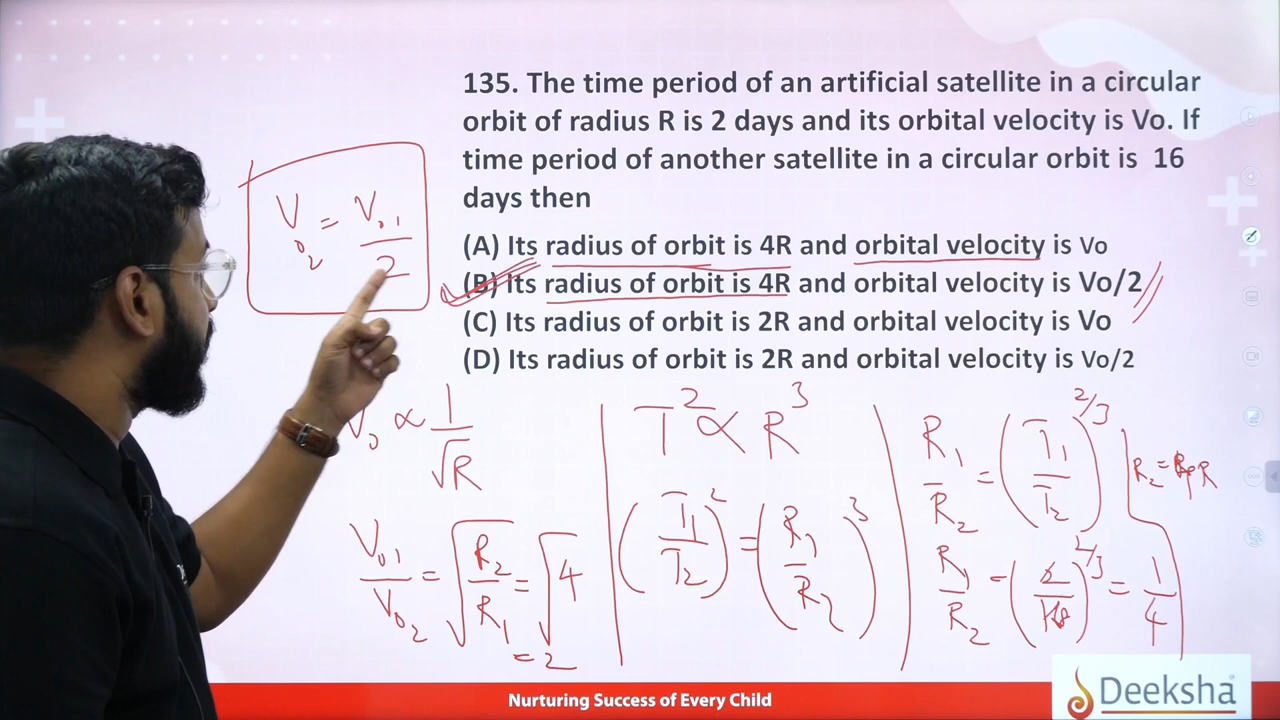 135. The time period of an artificial satellite in a circular
orbit of radius R is 2 days and its orbital velocity is Vo. If
time period of another satellite in a circular orbit is 16
days then
(A) Its radius of orbit is 4R and orbital velocity is Vo
(B) Its radius of orbit is 4R and orbital velocity is Vo/2
(C) Its radius of orbit is 2R and orbital velocity is Vo
(D) Its radius of orbit is 2R and orbital velocity is Vo/2
V₀₂ = V₀₁/2
V₀ ∝ 1/√R
V₀₁/V₀₂ = √(R₂/R₁) = √4
= 2
T² ∝ R³
(T₁/T₂)² = (R₁/R₂)³
R₁/R₂ = (T₁/T₂)^2/3
R₁/R₂ = (2/16)^2/3 = 1/4
R₂ = 4R
Nurturing Success of Every Child
Deeksha